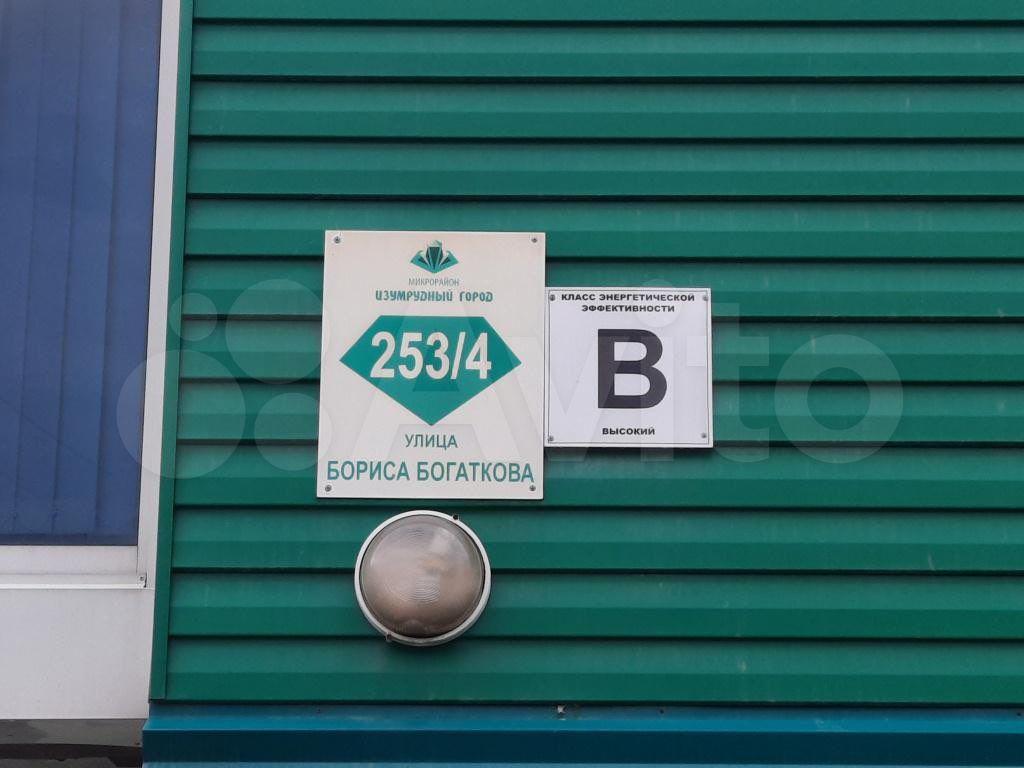 МИКРОРАЙОН
ИЗУМРУДНЫЙ ГОРОД
253/4
УЛИЦА
БОРИСА БОГАТКОВА
КЛАСС ЭНЕРГЕТИЧЕСКОЙ
ЭФФЕКТИВНОСТИ
В
ВЫСОКИЙ
Avito